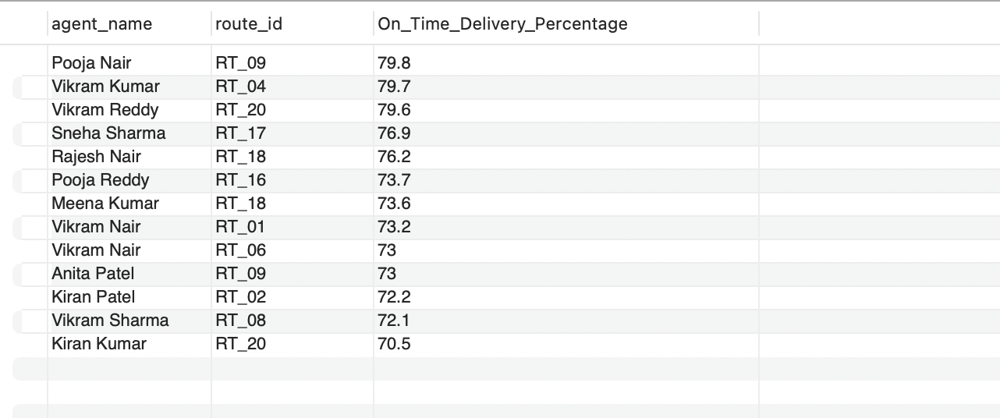 agent_name route_id On_Time_Delivery_Percentage
Pooja Nair RT_09 79.8
Vikram Kumar RT_04 79.7
Vikram Reddy RT_20 79.6
Sneha Sharma RT_17 76.9
Rajesh Nair RT_18 76.2
Pooja Reddy RT_16 73.7
Meena Kumar RT_18 73.6
Vikram Nair RT_01 73.2
Vikram Nair RT_06 73
Anita Patel RT_09 73
Kiran Patel RT_02 72.2
Vikram Sharma RT_08 72.1
Kiran Kumar RT_20 70.5